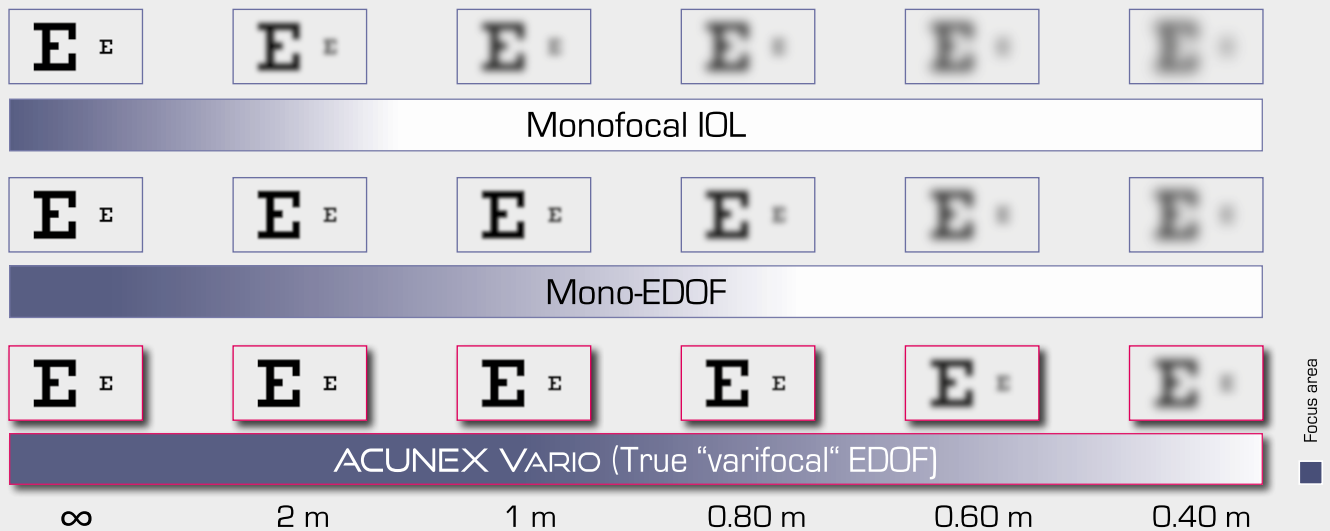 E E E E E E E E E E E E
Monofocal IOL
E E E E E E E E E E E E
Mono-EDOF
E E E E E E E E E E E E
ACUNEX VARIO (True “varifocal“ EDOF)
∞ 2 m 1 m 0.80 m 0.60 m 0.40 m
Focus area